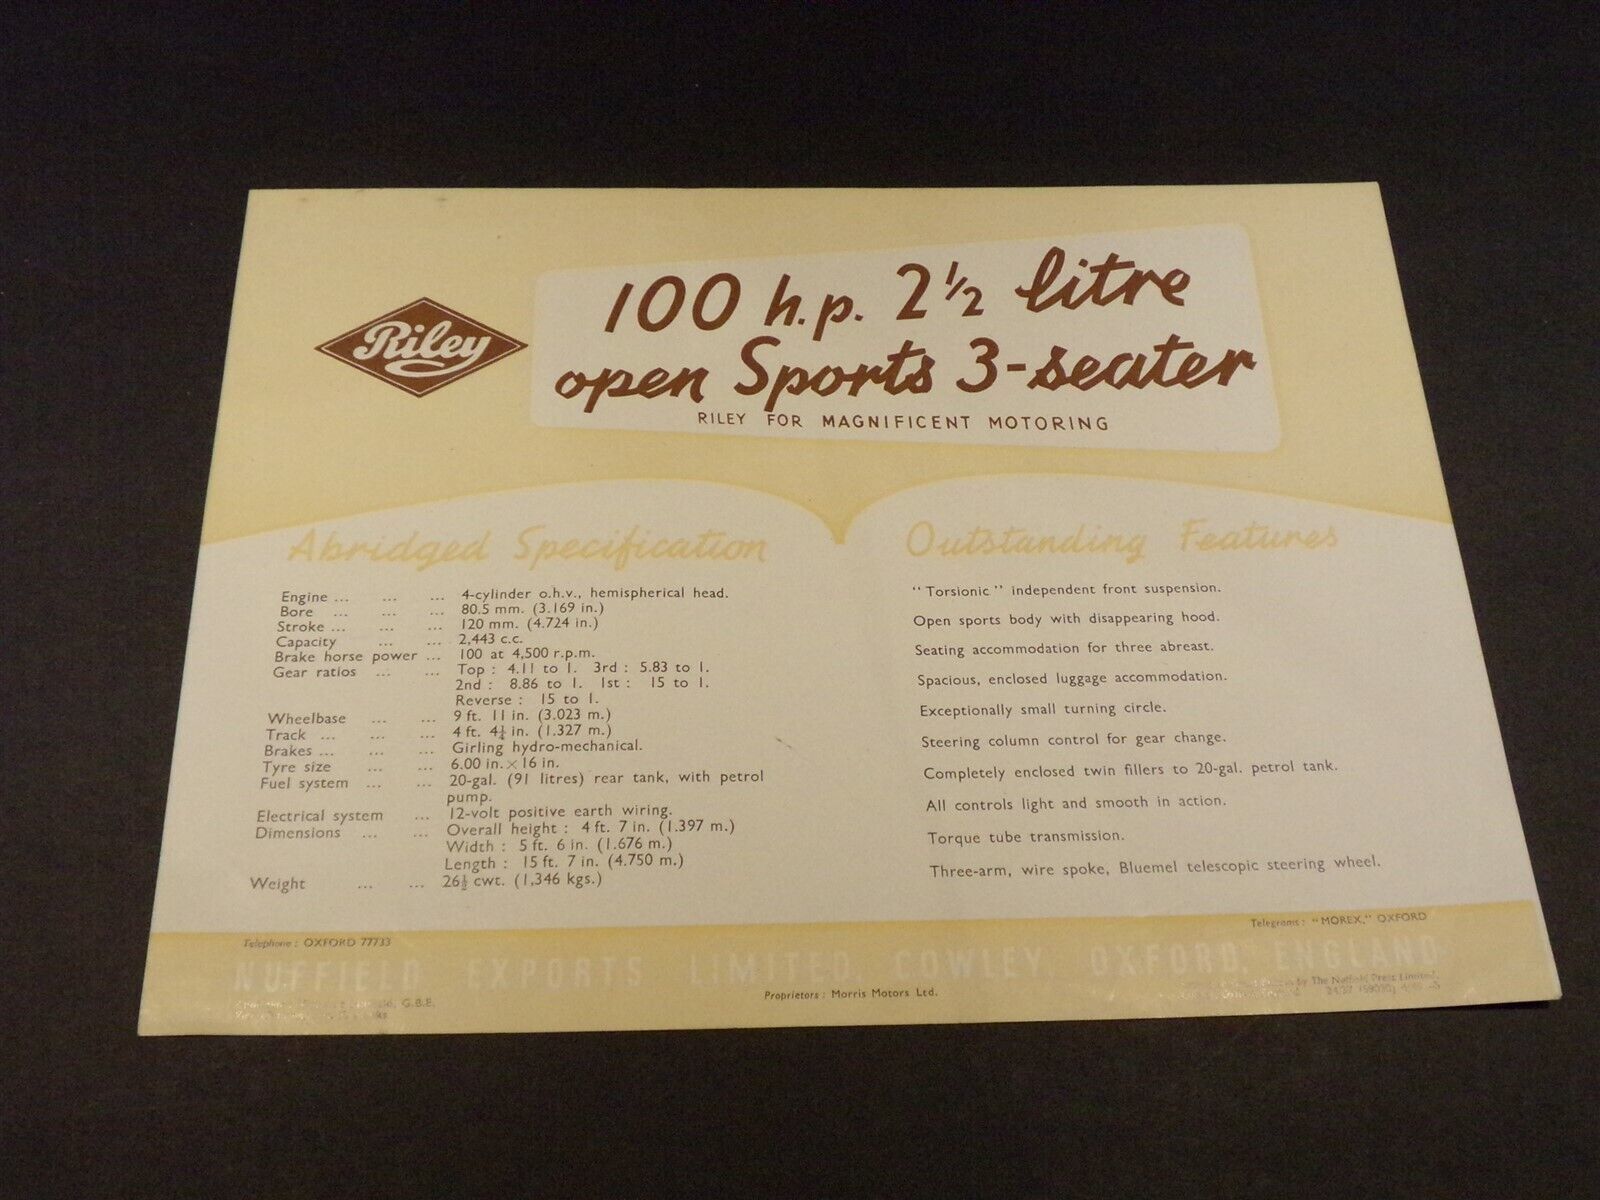 Riley
100 h.p. 2½ litre
open Sports 3-seater
RILEY FOR MAGNIFICENT MOTORING
Abridged Specification
Engine ... ... ... 4-cylinder o.h.v., hemispherical head.
Bore ... ... ... 80.5 mm. (3.169 in.)
Stroke ... ... ... 120 mm. (4.724 in.)
Capacity ... ... 2,443 c.c.
Brake horse power ... 100 at 4,500 r.p.m.
Gear ratios ... ... Top : 4.11 to 1. 3rd : 5.83 to 1.
2nd : 8.86 to 1. 1st : 15 to 1.
Reverse : 15 to 1.
Wheelbase ... ... 9 ft. 11 in. (3.023 m.)
Track ... ... ... 4 ft. 4¼ in. (1.327 m.)
Brakes ... ... ... Girling hydro-mechanical.
Tyre size ... ... 6.00 in. × 16 in.
Fuel system ... ... 20-gal. (91 litres) rear tank, with petrol
pump.
Electrical system ... 12-volt positive earth wiring.
Dimensions ... ... Overall height : 4 ft. 7 in. (1.397 m.)
Width : 5 ft. 6 in. (1.676 m.)
Length : 15 ft. 7 in. (4.750 m.)
Weight ... ... 26½ cwt. (1,346 kgs.)
Outstanding Features
"Torsionic" independent front suspension.
Open sports body with disappearing hood.
Seating accommodation for three abreast.
Spacious, enclosed luggage accommodation.
Exceptionally small turning circle.
Steering column control for gear change.
Completely enclosed twin fillers to 20-gal. petrol tank.
All controls light and smooth in action.
Torque tube transmission.
Three-arm, wire spoke, Bluemel telescopic steering wheel.
Telephone : OXFORD 77733
Telegrams : "MOREX," OXFORD
NUFFIELD EXPORTS LIMITED, COWLEY, OXFORD, ENGLAND
Proprietors : Morris Motors Ltd.
G.B.E.
by The Nuffield Press Limited,